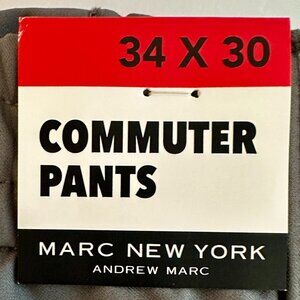 34 X 30
COMMUTER
PANTS
MARC NEW YORK
ANDREW MARC